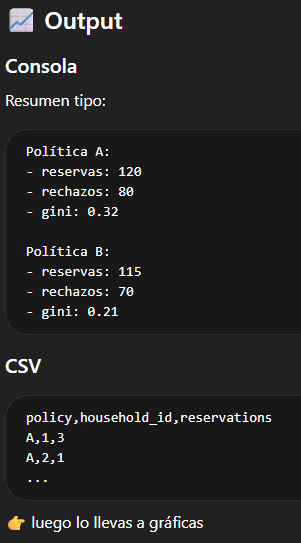 📈 Output
Consola
Resumen tipo:
Política A:
- reservas: 120
- rechazos: 80
- gini: 0.32
Política B:
- reservas: 115
- rechazos: 70
- gini: 0.21
CSV
policy,household_id,reservations
A,1,3
A,2,1
...
👉 luego lo llevas a gráficas